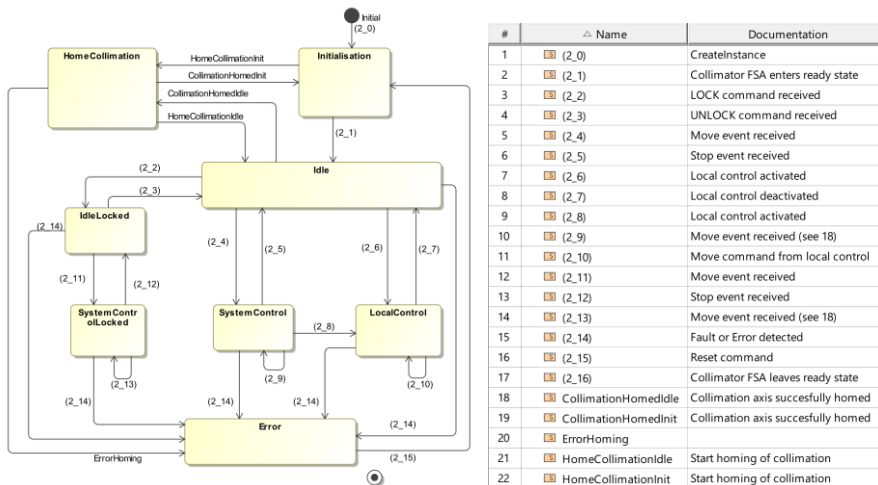 Initial
(2_0)
HomeCollimation
Initialisation
HomeCollimationInit
CollimationHomedInit
CollimationHomedIdle
HomeCollimationIdle
(2_1)
Idle
(2_2)
(2_3)
IdleLocked
(2_14)
(2_4)
(2_5)
(2_6)
(2_7)
(2_11)
(2_12)
SystemContr
olLocked
SystemControl
LocalControl
(2_8)
(2_13)
(2_9)
(2_10)
(2_14)
(2_14)
(2_14)
(2_14)
Error
ErrorHoming
(2_15)
# Name Documentation
1 (2_0) CreateInstance
2 (2_1) Collimator FSA enters ready state
3 (2_2) LOCK command received
4 (2_3) UNLOCK command received
5 (2_4) Move event received
6 (2_5) Stop event received
7 (2_6) Local control activated
8 (2_7) Local control deactivated
9 (2_8) Local control activated
10 (2_9) Move event received (see 18)
11 (2_10) Move command from local control
12 (2_11) Move event received
13 (2_12) Stop event received
14 (2_13) Move event received (see 18)
15 (2_14) Fault or Error detected
16 (2_15) Reset command
17 (2_16) Collimator FSA leaves ready state
18 CollimationHomedIdle Collimation axis succesfully homed
19 CollimationHomedInit Collimation axis succesfully homed
20 ErrorHoming
21 HomeCollimationIdle Start homing of collimation
22 HomeCollimationInit Start homing of collimation